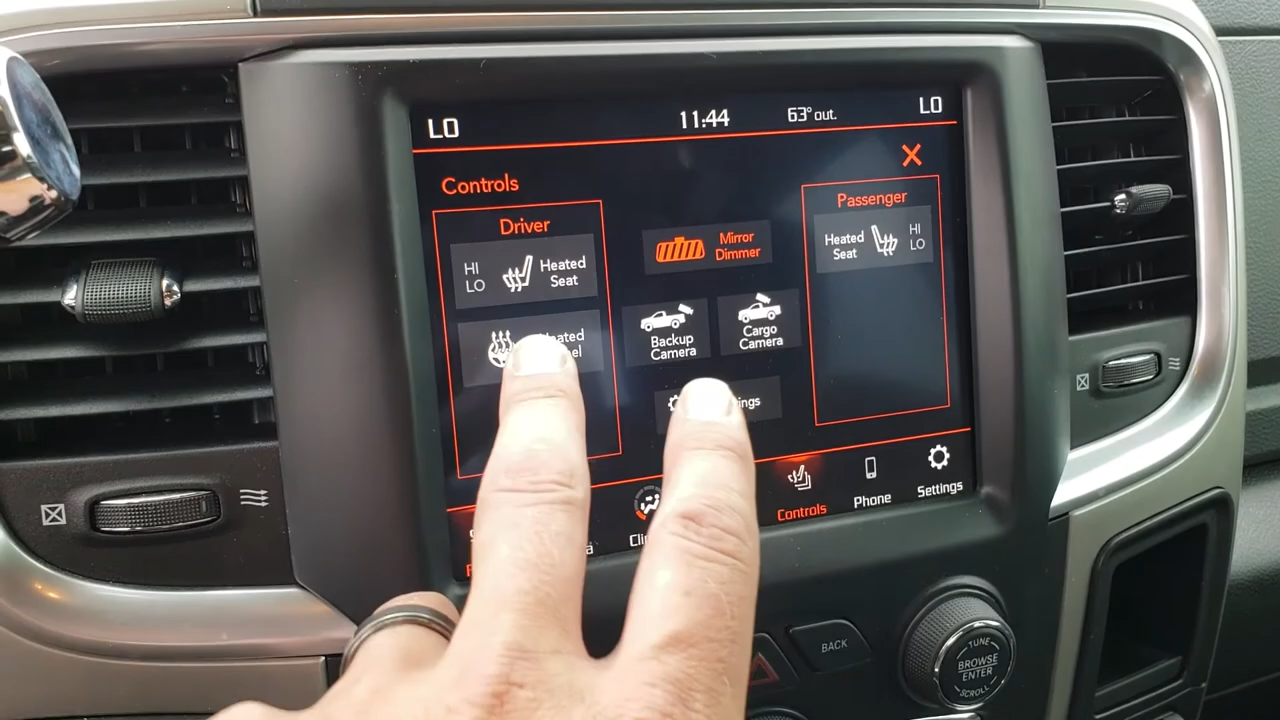 LO
11:44
63° out.
LO
X
Controls
Driver
HI
LO
Heated
Seat
Mirror
Dimmer
Passenger
Heated
Seat
HI
LO
Backup
Camera
Cargo
Camera
Controls
Phone
Settings
BACK
TUNE
BROWSE
ENTER
SCROLL